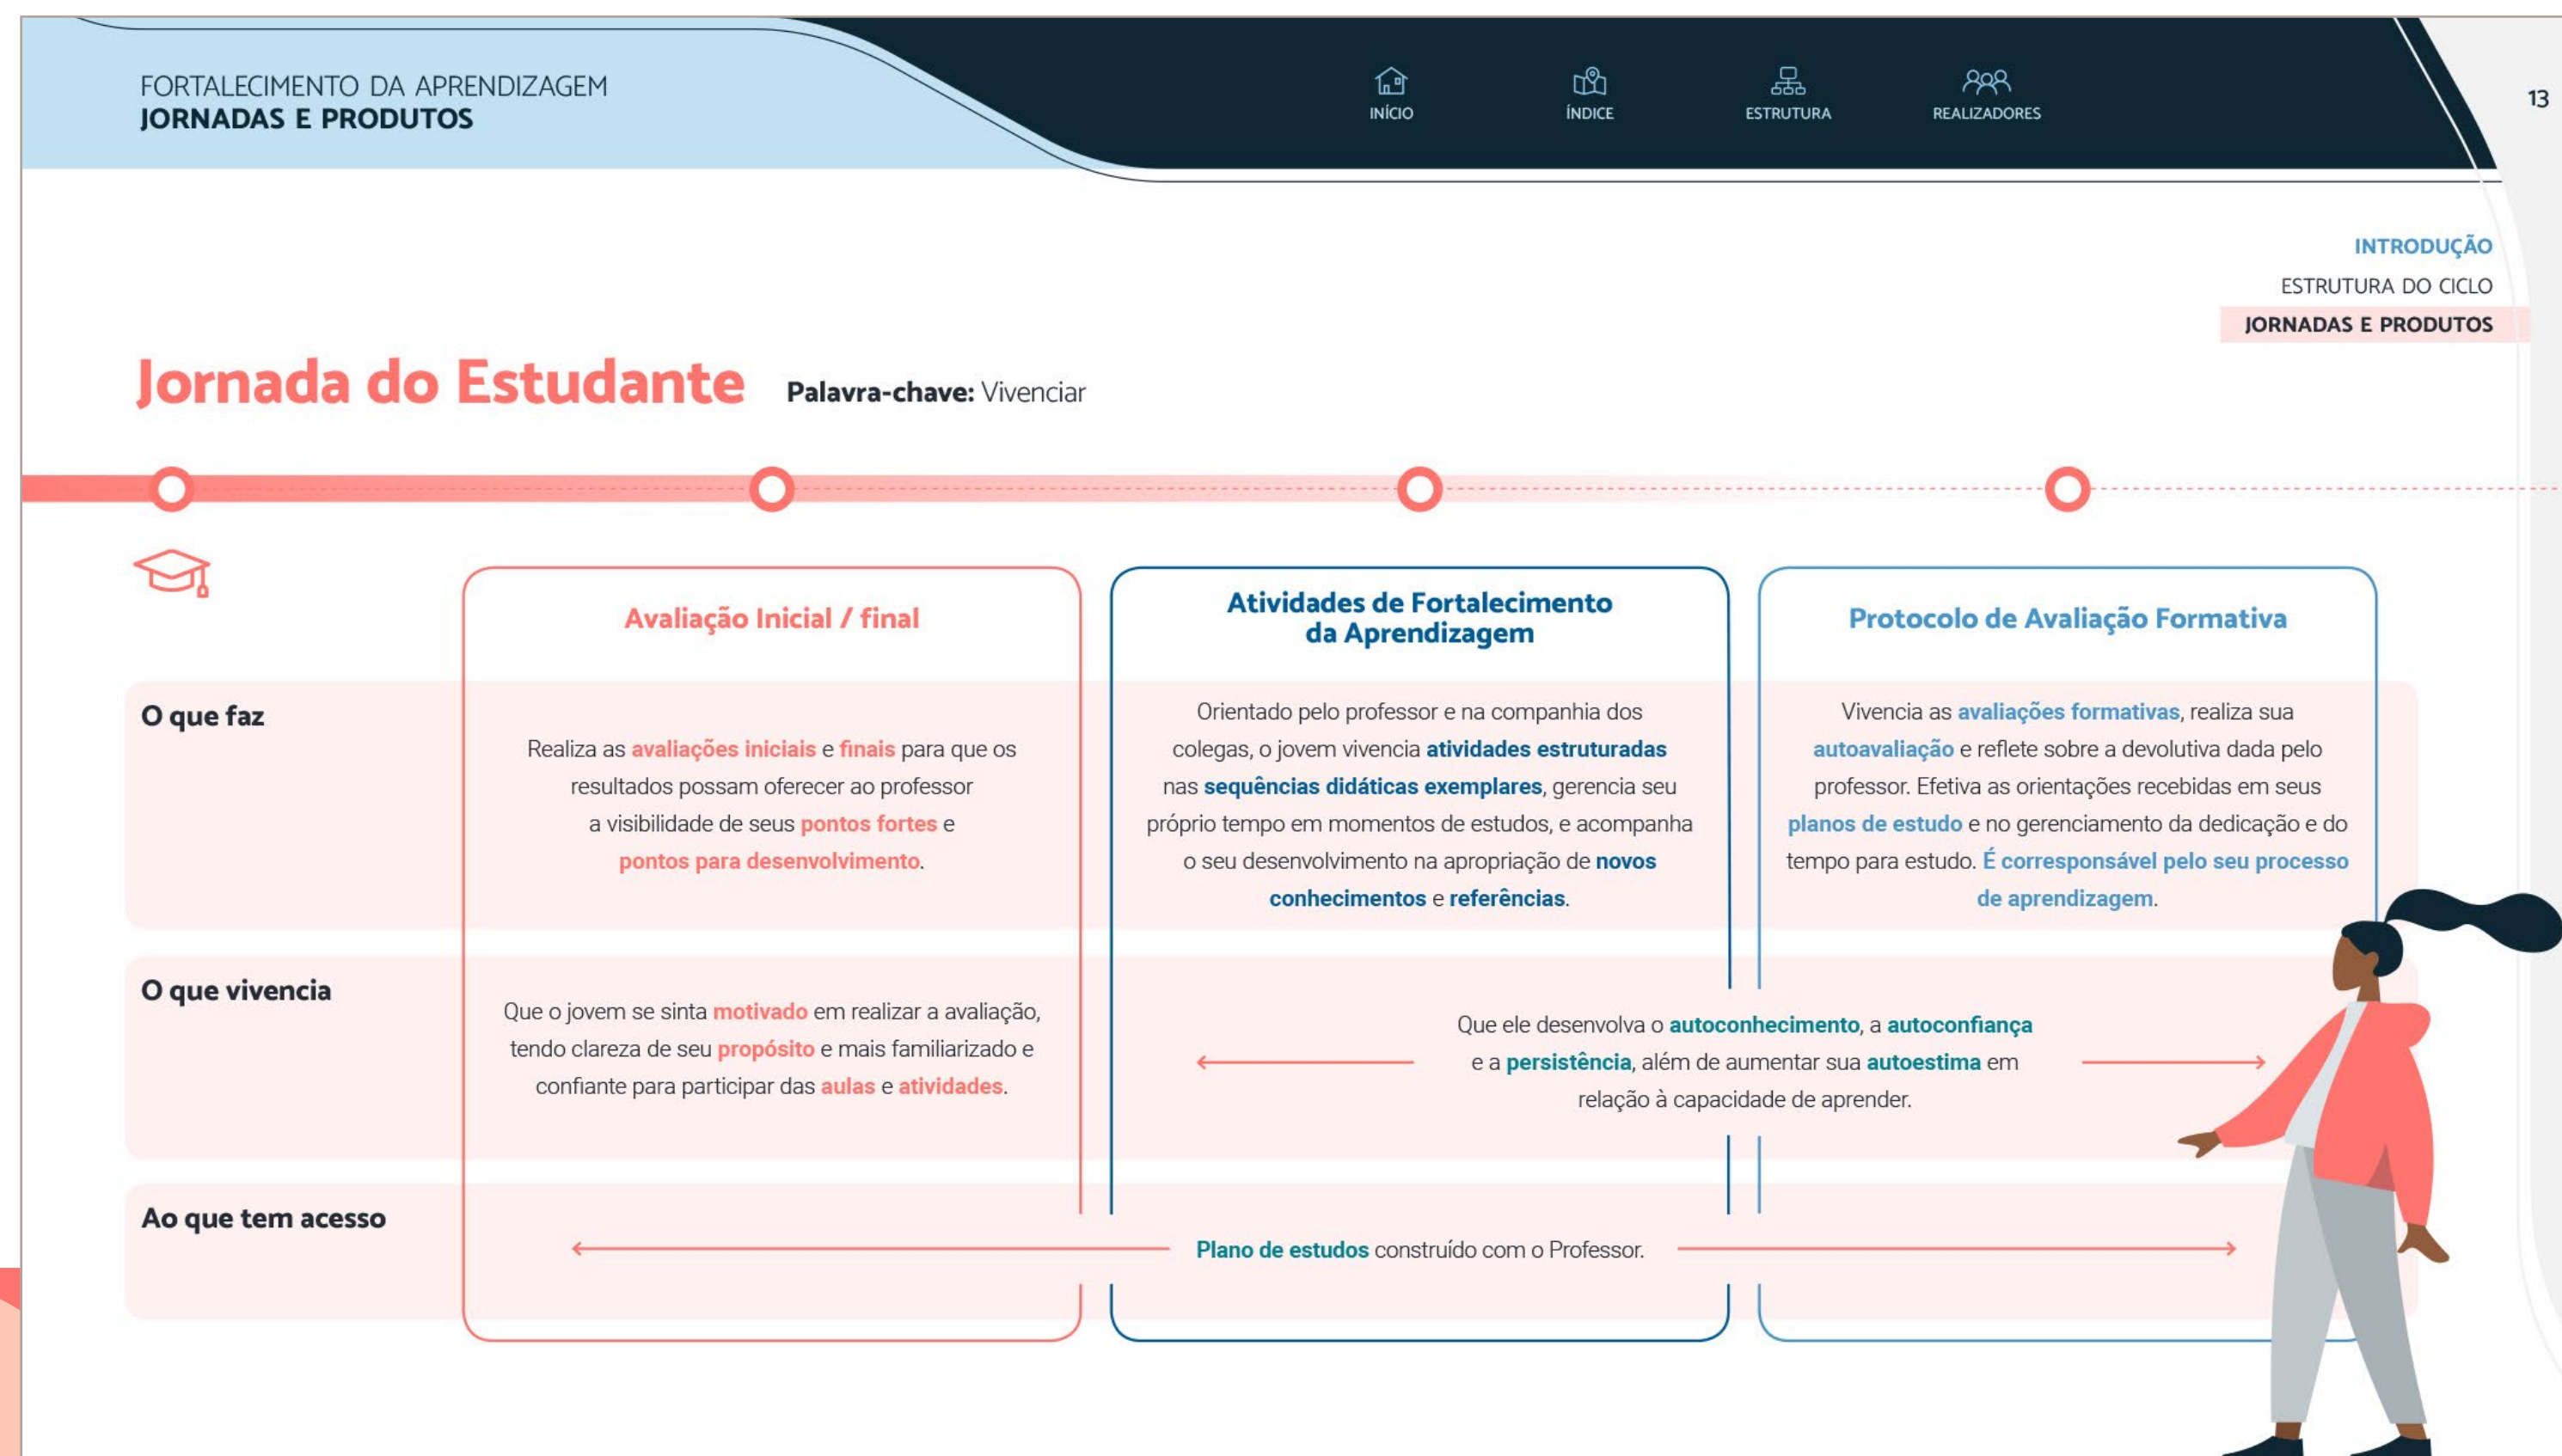 FORTALECIMENTO DA APRENDIZAGEM
JORNADAS E PRODUTOS
INÍCIO
ÍNDICE
ESTRUTURA
REALIZADORES
13
INTRODUÇÃO
ESTRUTURA DO CICLO
JORNADAS E PRODUTOS
Jornada do Estudante
Palavra-chave: Vivenciar
Avaliação Inicial / final
Atividades de Fortalecimento
da Aprendizagem
Protocolo de Avaliação Formativa
O que faz
Realiza as avaliações iniciais e finais para que os
resultados possam oferecer ao professor
a visibilidade de seus pontos fortes e
pontos para desenvolvimento.
Orientado pelo professor e na companhia dos
colegas, o jovem vivencia atividades estruturadas
nas sequências didáticas exemplares, gerencia seu
próprio tempo em momentos de estudos, e acompanha
o seu desenvolvimento na apropriação de novos
conhecimentos e referências.
Vivencia as avaliações formativas, realiza sua
autoavaliação e reflete sobre a devolutiva dada pelo
professor. Efetiva as orientações recebidas em seus
planos de estudo e no gerenciamento da dedicação e do
tempo para estudo. É corresponsável pelo seu processo
de aprendizagem.
O que vivencia
Que o jovem se sinta motivado em realizar a avaliação,
tendo clareza de seu propósito e mais familiarizado e
confiante para participar das aulas e atividades.
Que ele desenvolva o autoconhecimento, a autoconfiança
e a persistência, além de aumentar sua autoestima em
relação à capacidade de aprender.
Ao que tem acesso
Plano de estudos construído com o Professor.